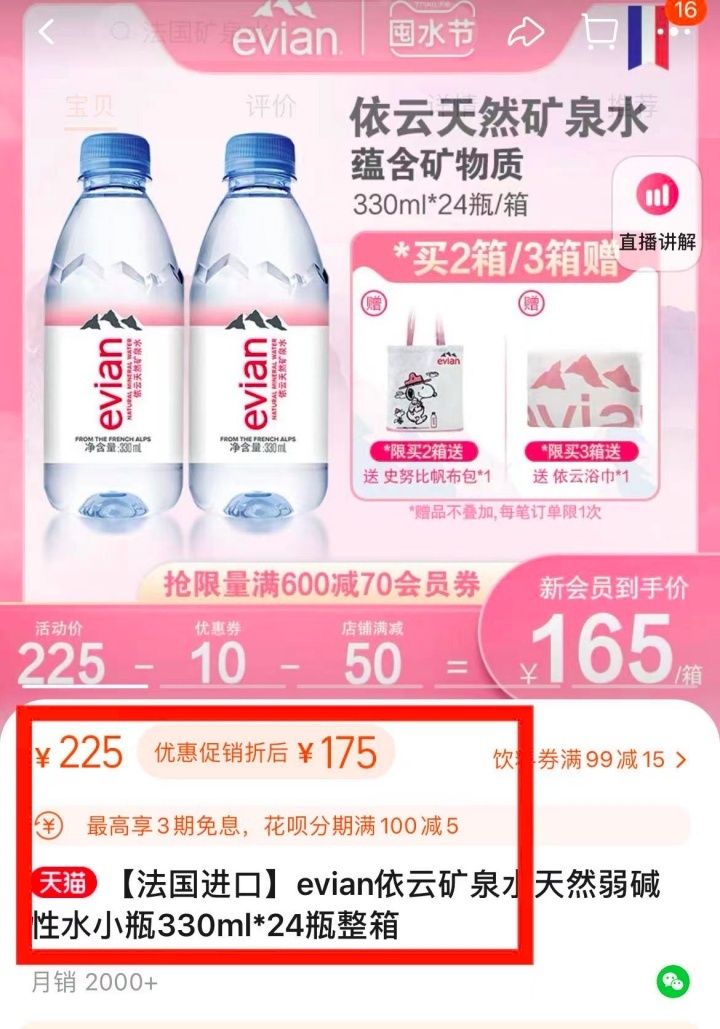 16
法国矿泉水
evian
囤水节
宝贝
评价
详情
推荐
依云天然矿泉水
蕴含矿物质
330ml*24瓶/箱
直播讲解
*买2箱/3箱赠
赠
赠
evian
evian
NATURAL MINERAL WATER
依云天然矿泉水
FROM THE FRENCH ALPS
净含量:330mL
evian
NATURAL MINERAL WATER
依云天然矿泉水
FROM THE FRENCH ALPS
净含量:330mL
evian
*限买2箱送
*限买3箱送
送 史努比帆布包*1
送 依云浴巾*1
*赠品不叠加,每笔订单限1次
抢限量满600减70会员券
新会员到手价
活动价
优惠券
店铺满减
225 - 10 - 50 = ¥165/箱
¥225 优惠促销折后 ¥175
饮料券满99减15
最高享3期免息，花呗分期满100减5
天猫 【法国进口】evian依云矿泉水天然弱碱
性水小瓶330ml*24瓶整箱
月销 2000+